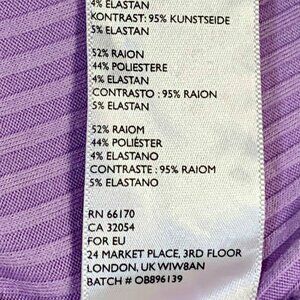 4% ELASTAN
KONTRAST: 95% KUNSTSEIDE
5% ELASTAN
52% RAION
44% POLIESTERE
4% ELASTAN
CONTRASTO : 95% RAION
5% ELASTAN
52% RAIOM
44% POLIÉSTER
4% ELASTANO
CONTRASTE : 95% RAIOM
5% ELASTANO
RN 66170
CA 32054
FOR EU
24 MARKET PLACE, 3RD FLOOR
LONDON, UK WIW8AN
BATCH # OB896139